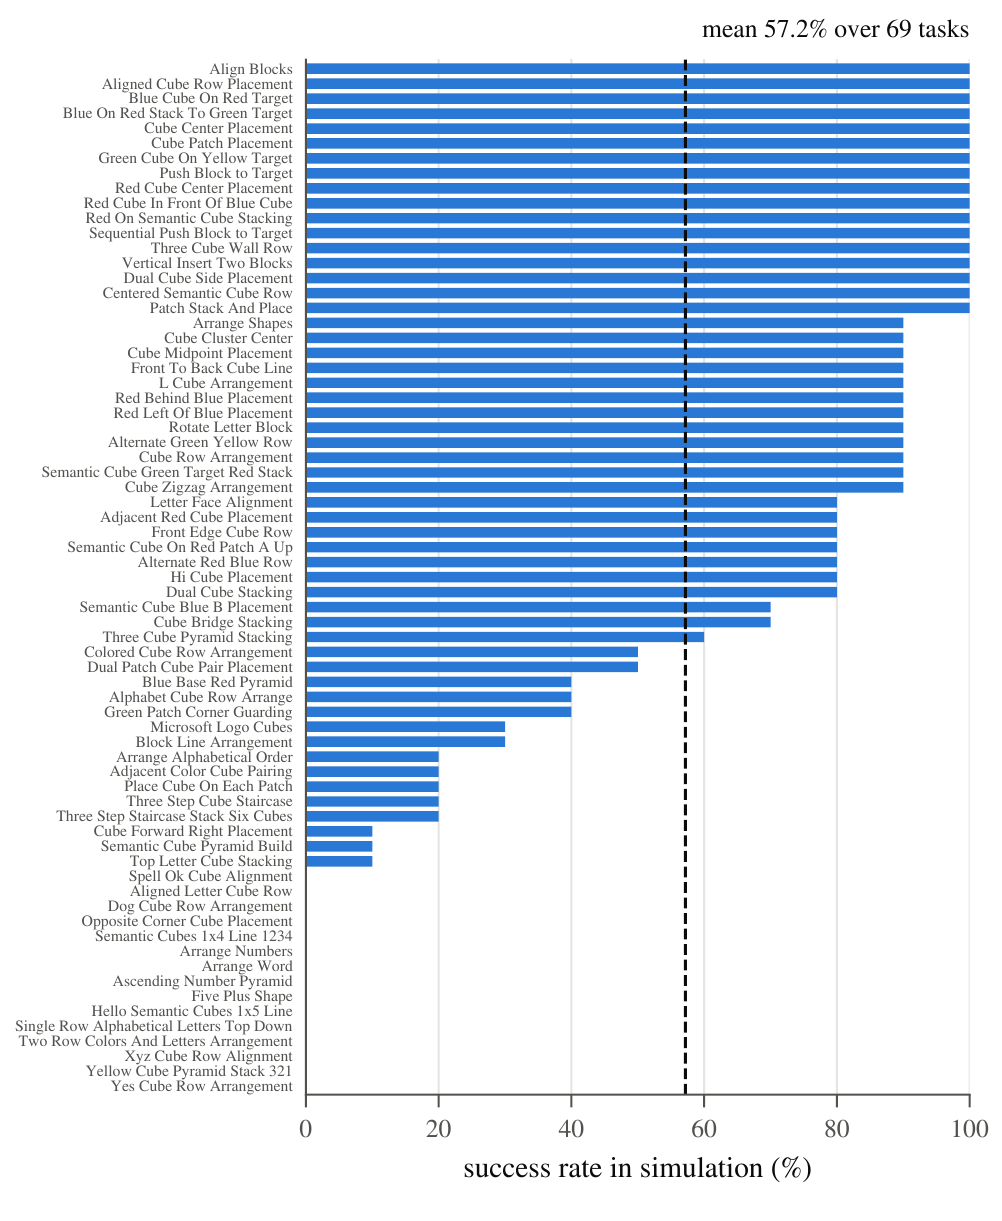 mean 57.2% over 69 tasks
Align Blocks
Aligned Cube Row Placement
Blue Cube On Red Target
Blue On Red Stack To Green Target
Cube Center Placement
Cube Patch Placement
Green Cube On Yellow Target
Push Block to Target
Red Cube Center Placement
Red Cube In Front Of Blue Cube
Red On Semantic Cube Stacking
Sequential Push Block to Target
Three Cube Wall Row
Vertical Insert Two Blocks
Dual Cube Side Placement
Centered Semantic Cube Row
Patch Stack And Place
Arrange Shapes
Cube Cluster Center
Cube Midpoint Placement
Front To Back Cube Line
L Cube Arrangement
Red Behind Blue Placement
Red Left Of Blue Placement
Rotate Letter Block
Alternate Green Yellow Row
Cube Row Arrangement
Semantic Cube Green Target Red Stack
Cube Zigzag Arrangement
Letter Face Alignment
Adjacent Red Cube Placement
Front Edge Cube Row
Semantic Cube On Red Patch A Up
Alternate Red Blue Row
Hi Cube Placement
Dual Cube Stacking
Semantic Cube Blue B Placement
Cube Bridge Stacking
Three Cube Pyramid Stacking
Colored Cube Row Arrangement
Dual Patch Cube Pair Placement
Blue Base Red Pyramid
Alphabet Cube Row Arrange
Green Patch Corner Guarding
Microsoft Logo Cubes
Block Line Arrangement
Arrange Alphabetical Order
Adjacent Color Cube Pairing
Place Cube On Each Patch
Three Step Cube Staircase
Three Step Staircase Stack Six Cubes
Cube Forward Right Placement
Semantic Cube Pyramid Build
Top Letter Cube Stacking
Spell Ok Cube Alignment
Aligned Letter Cube Row
Dog Cube Row Arrangement
Opposite Corner Cube Placement
Semantic Cubes 1x4 Line 1234
Arrange Numbers
Arrange Word
Ascending Number Pyramid
Five Plus Shape
Hello Semantic Cubes 1x5 Line
Single Row Alphabetical Letters Top Down
Two Row Colors And Letters Arrangement
Xyz Cube Row Alignment
Yellow Cube Pyramid Stack 321
Yes Cube Row Arrangement
0 20 40 60 80 100
success rate in simulation (%)